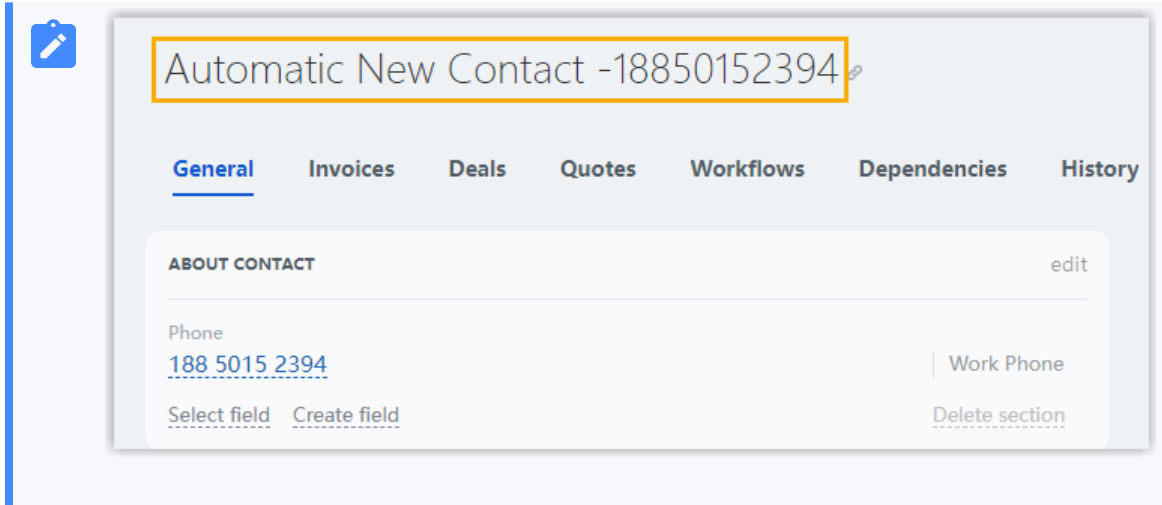 Automatic New Contact -18850152394
General Invoices Deals Quotes Workflows Dependencies History
ABOUT CONTACT edit
Phone
188 5015 2394 Work Phone
Select field Create field Delete section